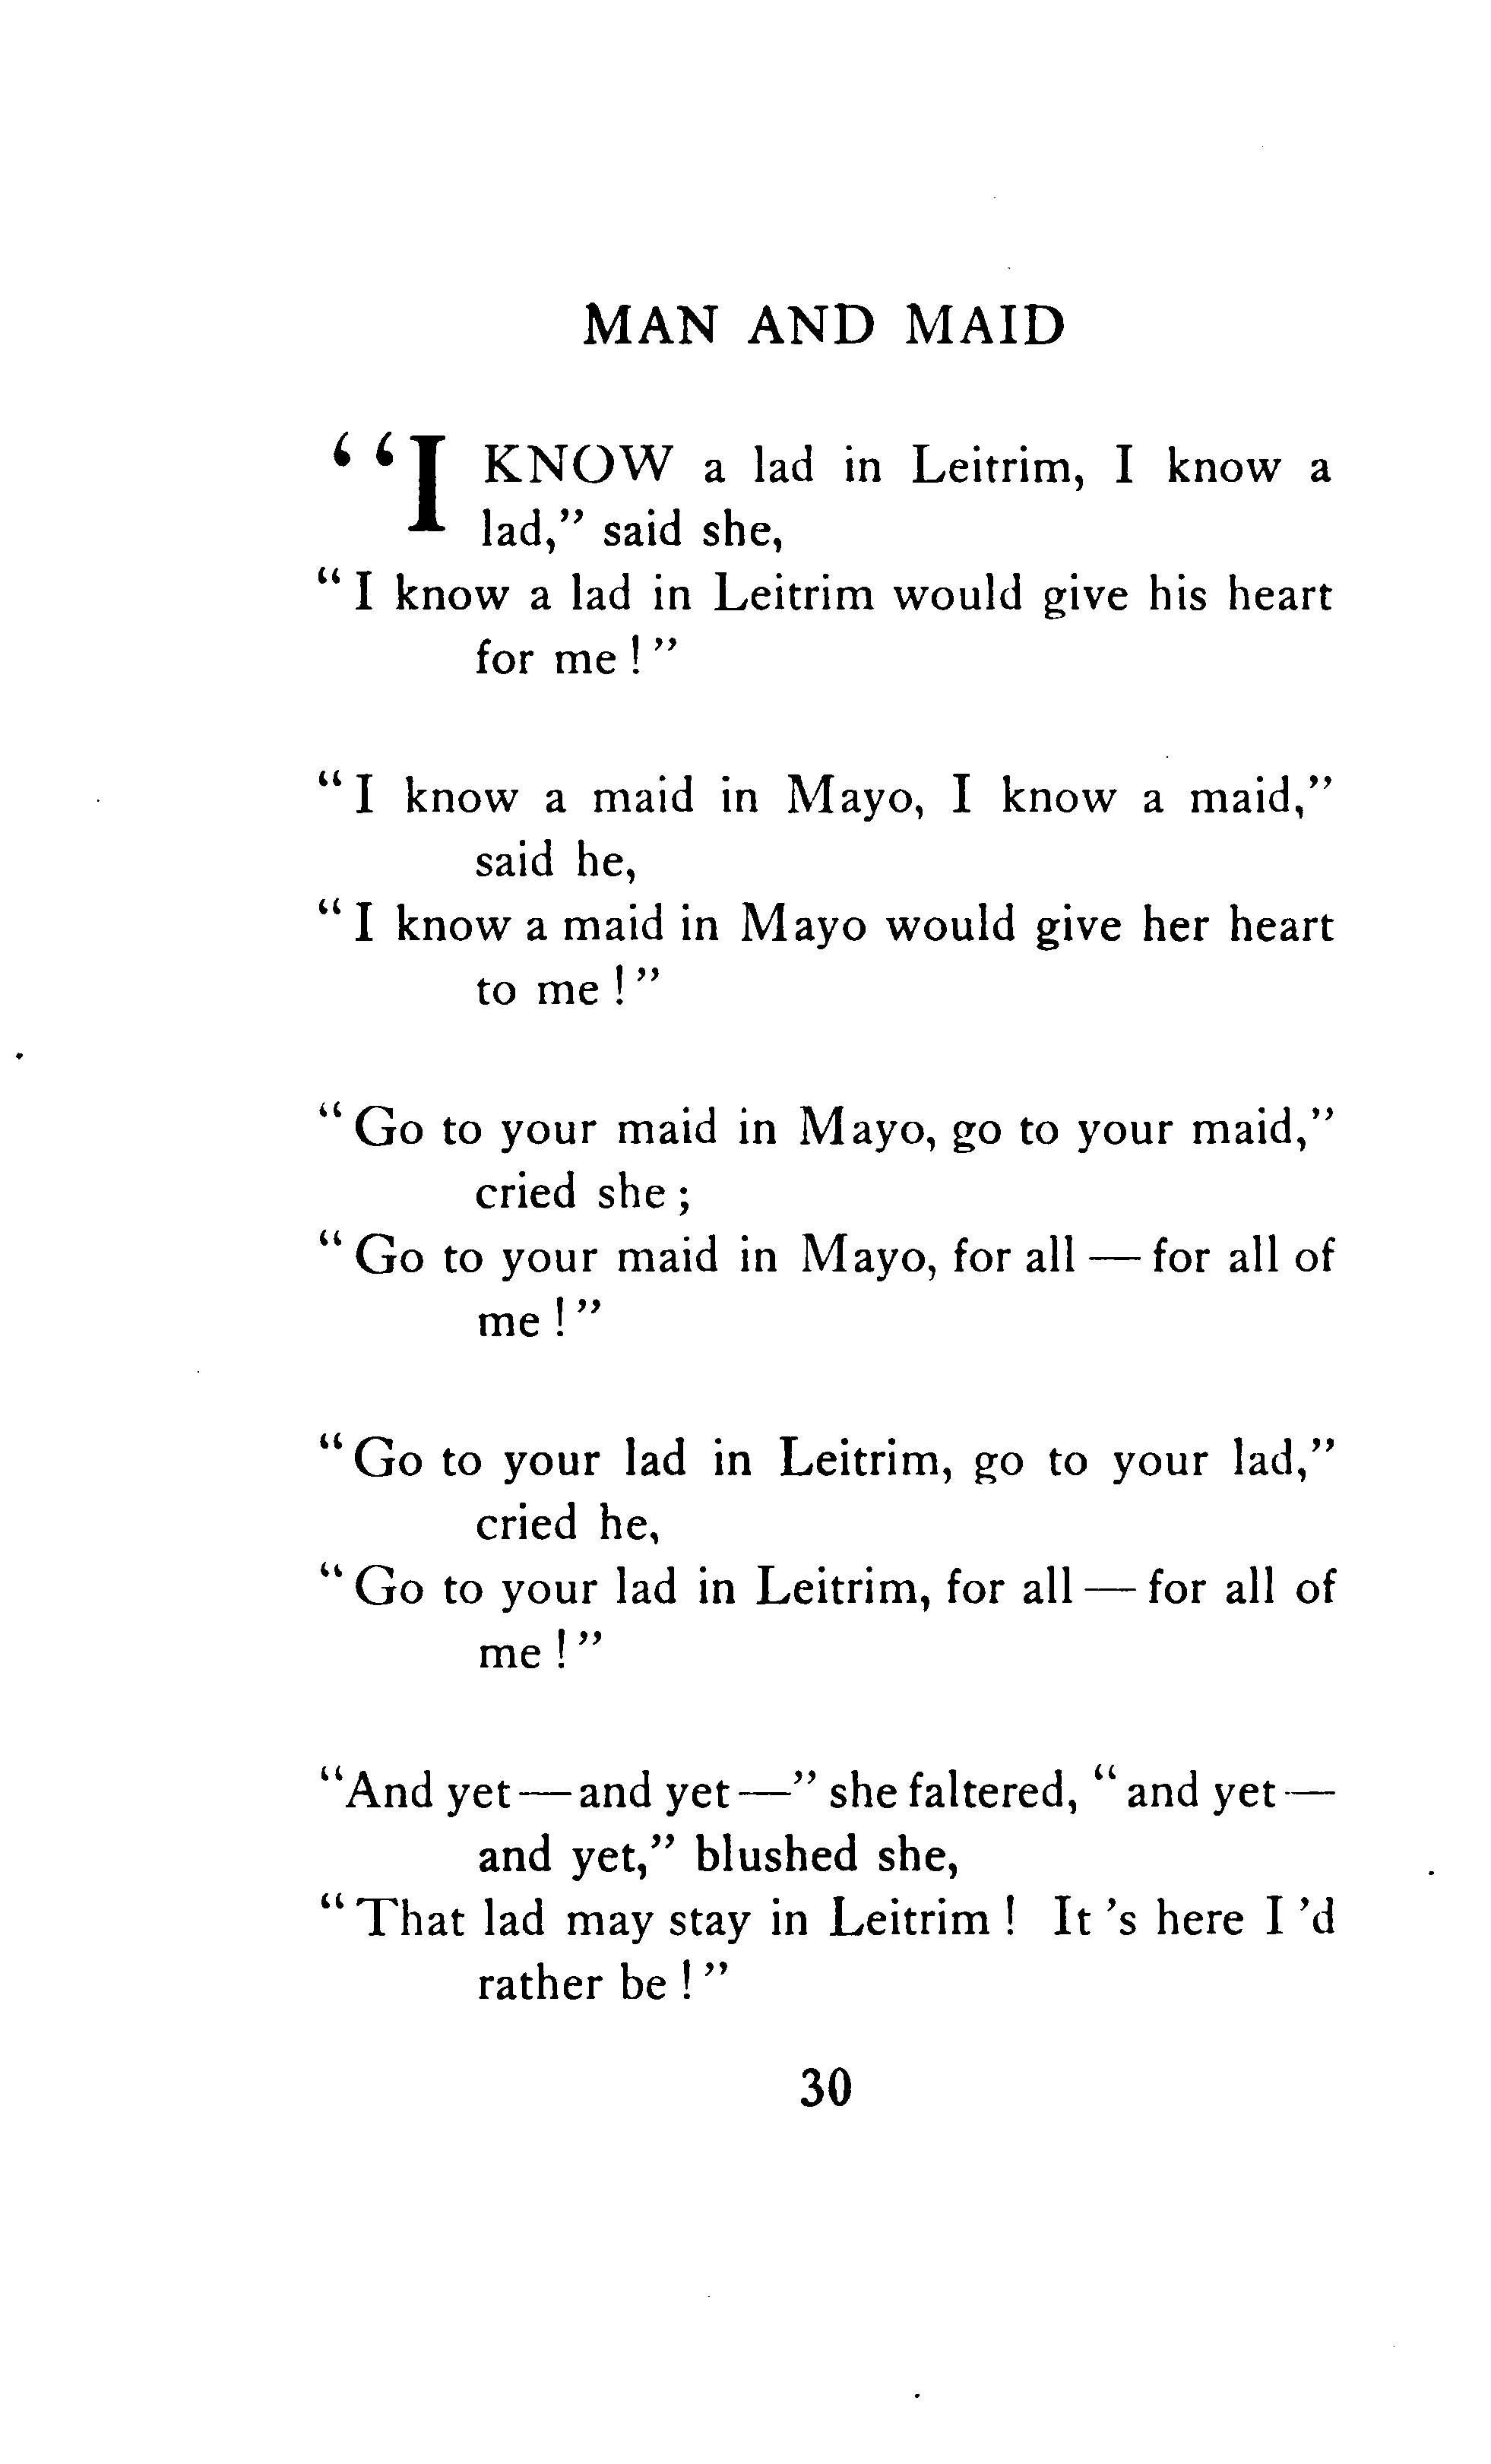 MAN AND MAID
“I KNOW a lad in Leitrim, I know a
lad,” said she,
“I know a lad in Leitrim would give his heart
for me!”
“I know a maid in Mayo, I know a maid,”
said he,
“I know a maid in Mayo would give her heart
to me!”
“Go to your maid in Mayo, go to your maid,”
cried she;
“Go to your maid in Mayo, for all — for all of
me!”
“Go to your lad in Leitrim, go to your lad,”
cried he,
“Go to your lad in Leitrim, for all — for all of
me!”
“And yet — and yet —” she faltered, “and yet —
and yet,” blushed she,
“That lad may stay in Leitrim! It 's here I 'd
rather be!”
30